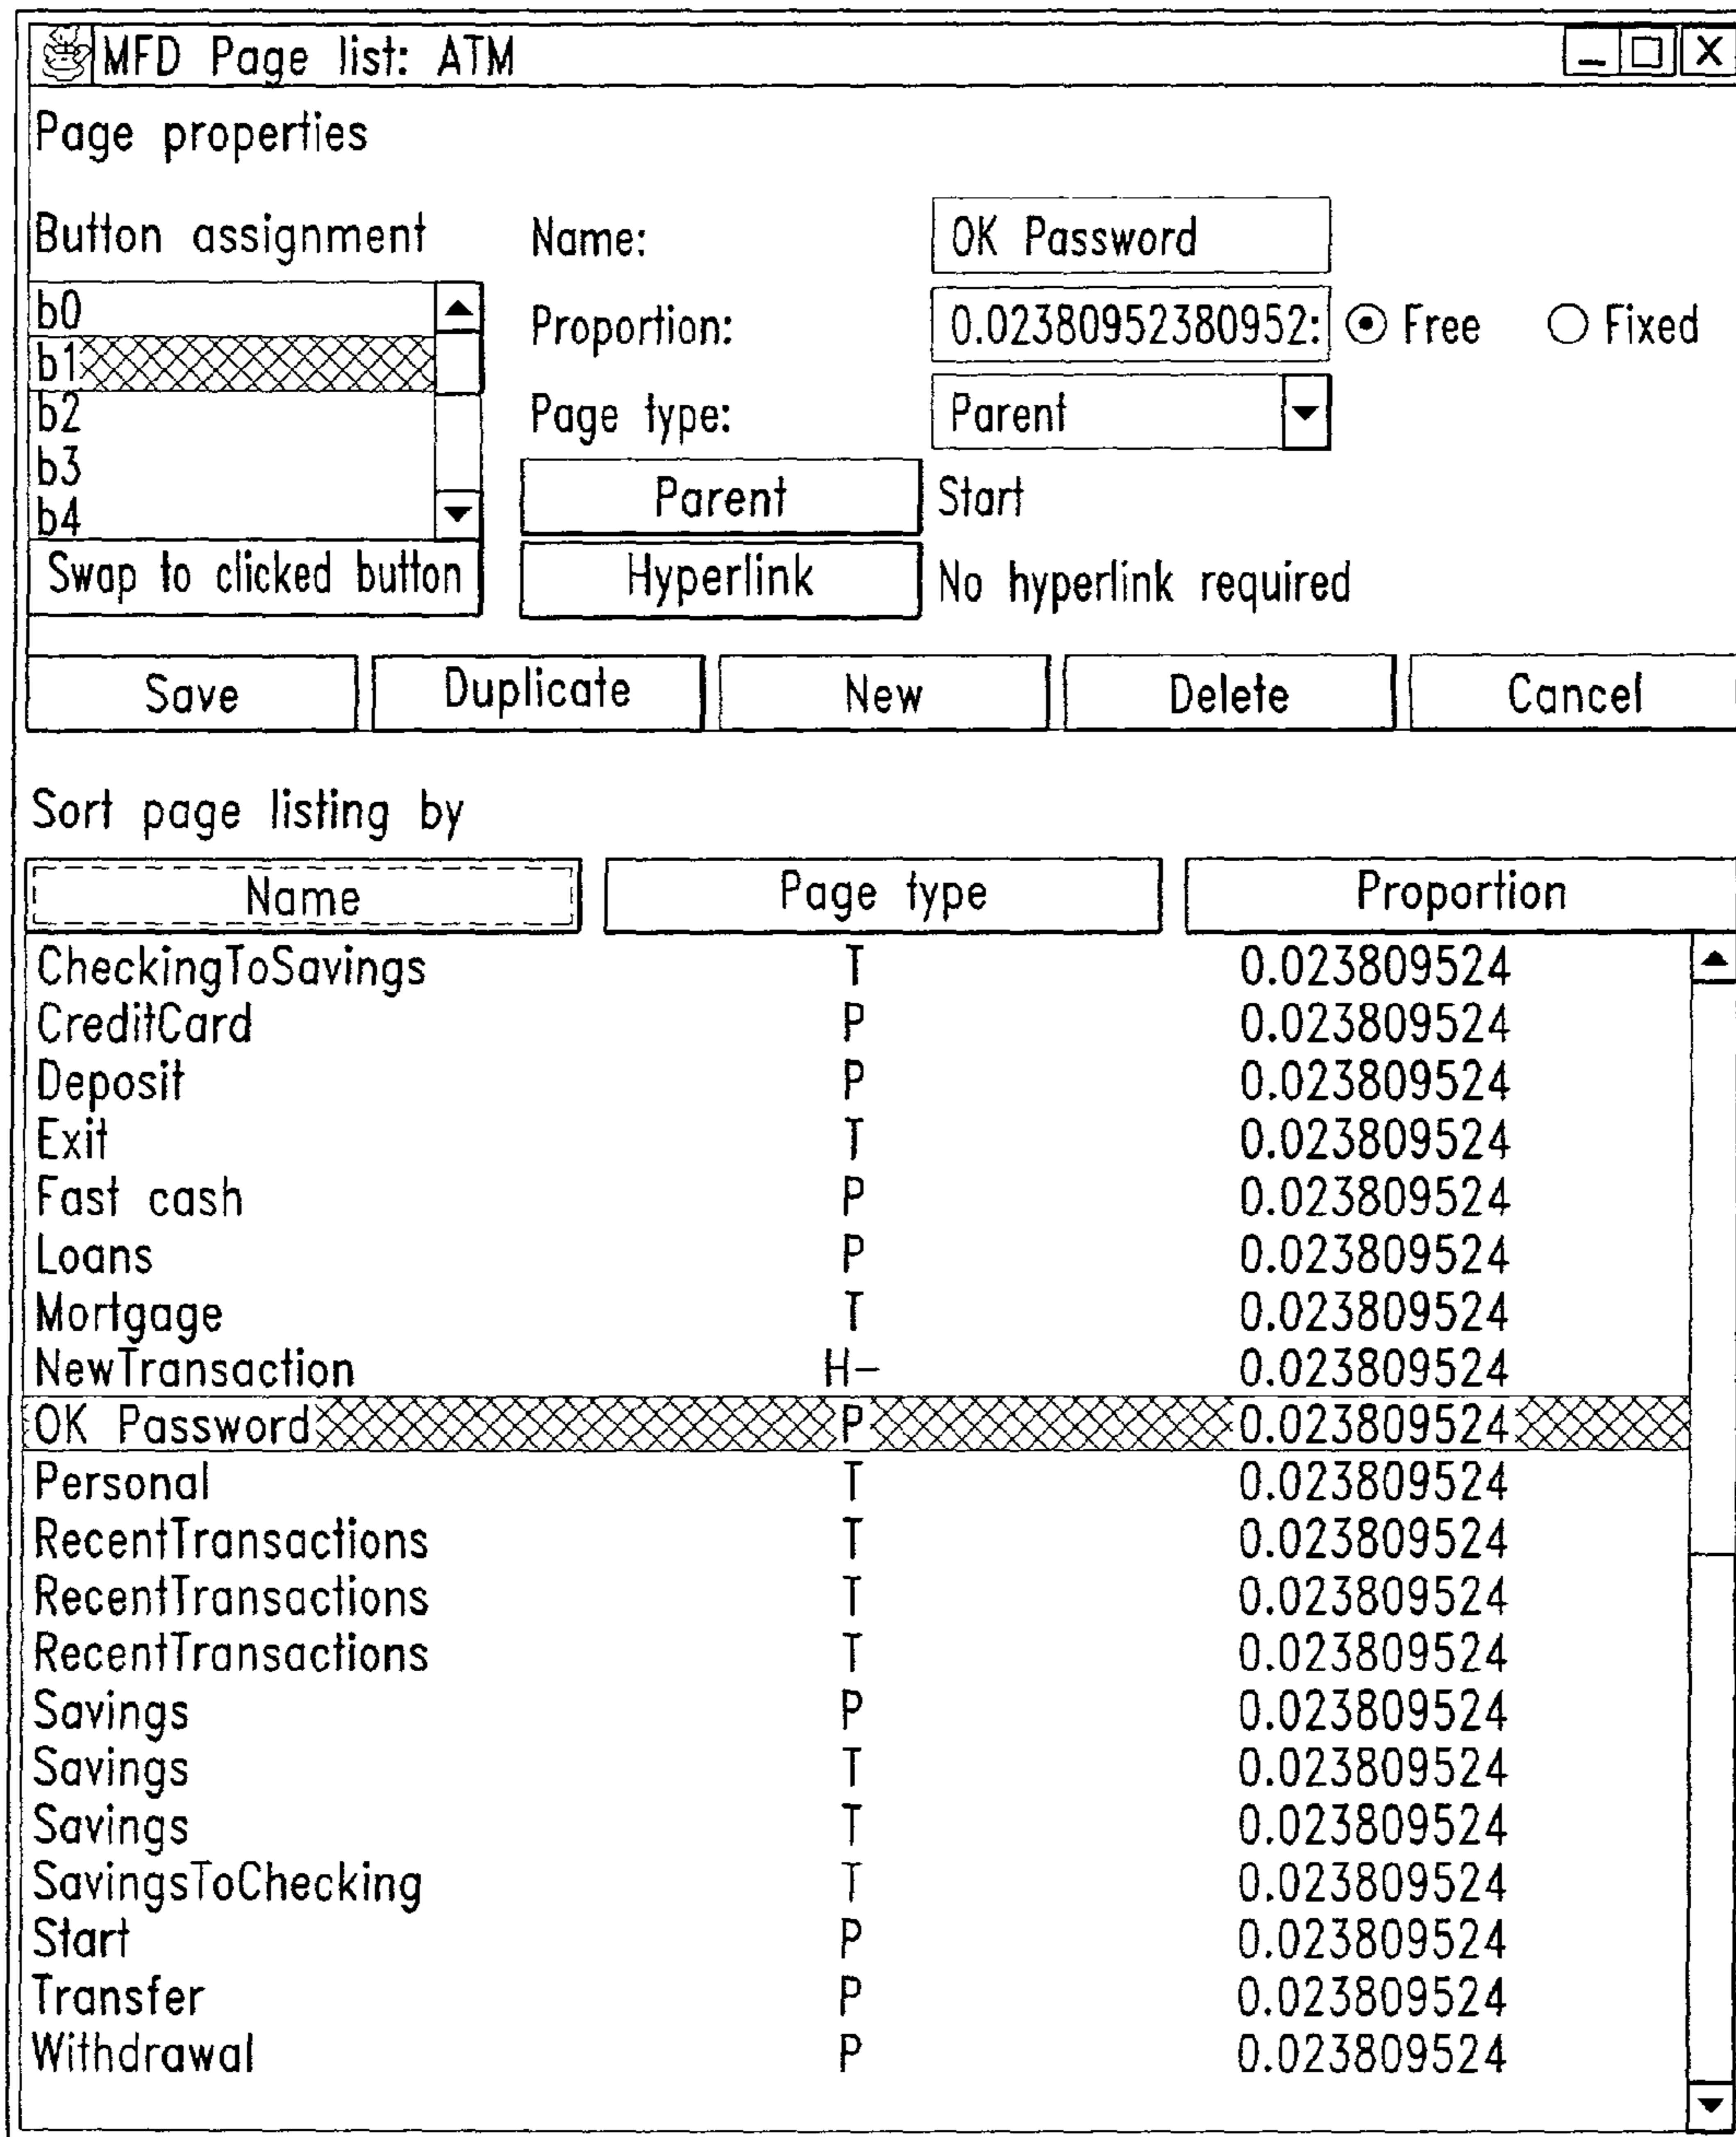 MFD Page list: ATM
Page properties
Button assignment
b0
b1
b2
b3
b4
Swap to clicked button
Name: OK Password
Proportion: 0.02380952380952: Free Fixed
Page type: Parent
Parent Start
Hyperlink No hyperlink required
Save Duplicate New Delete Cancel
Sort page listing by
Name Page type Proportion
CheckingToSavings T 0.023809524
CreditCard P 0.023809524
Deposit P 0.023809524
Exit T 0.023809524
Fast cash P 0.023809524
Loans P 0.023809524
Mortgage T 0.023809524
NewTransaction H- 0.023809524
OK Password P 0.023809524
Personal T 0.023809524
RecentTransactions T 0.023809524
RecentTransactions T 0.023809524
RecentTransactions T 0.023809524
Savings P 0.023809524
Savings T 0.023809524
Savings T 0.023809524
SavingsToChecking T 0.023809524
Start P 0.023809524
Transfer P 0.023809524
Withdrawal P 0.023809524